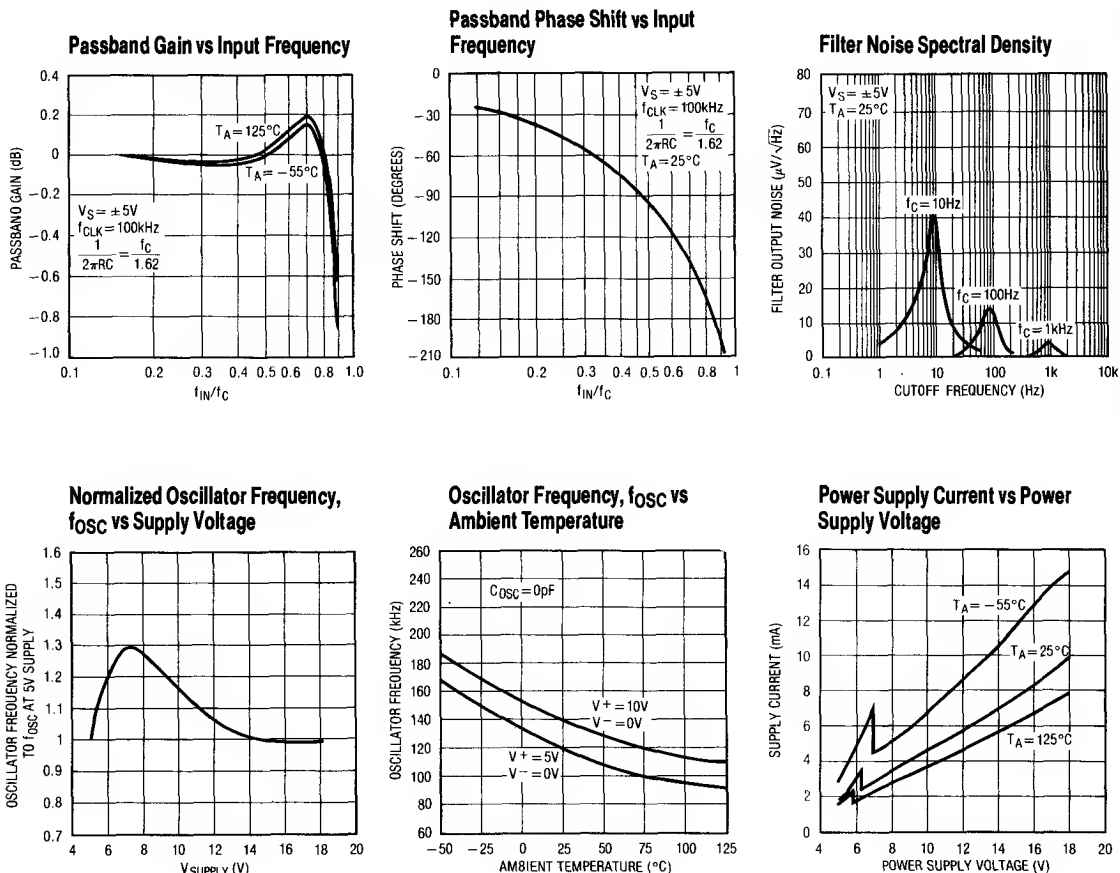 Passband Gain vs Input Frequency
0.4
0.2
0
−0.2
−0.4
−0.6
−0.8
−1.0
PASSBAND GAIN (dB)
TA = 125°C
TA = −55°C
VS = ±5V
fCLK = 100kHz
1/2πRC = fC/1.62
0.1 0.2 0.3 0.4 0.5 0.6 0.8 1.0
fIN/fC
Passband Phase Shift vs Input
Frequency
0
−30
−60
−90
−120
−150
−180
−210
PHASE SHIFT (DEGREES)
VS = ±5V
fCLK = 100kHz
1/2πRC = fC/1.62
TA = 25°C
0.1 0.2 0.3 0.4 0.5 0.6 0.8 1
fIN/fC
Filter Noise Spectral Density
80
70
60
50
40
30
20
10
0
FILTER OUTPUT NOISE (µV/√Hz)
VS = ±5V
TA = 25°C
fC = 10Hz
fC = 100Hz
fC = 1kHz
0.1 1 10 100 1k 10k
CUTOFF FREQUENCY (Hz)
Normalized Oscillator Frequency,
fOSC vs Supply Voltage
1.6
1.5
1.4
1.3
1.2
1.1
1
0.9
0.8
0.7
OSCILLATOR FREQUENCY NORMALIZED
TO fOSC AT 5V SUPPLY
4 6 8 10 12 14 16 18 20
VSUPPLY (V)
Oscillator Frequency, fOSC vs
Ambient Temperature
260
240
220
200
180
160
140
120
100
80
60
OSCILLATOR FREQUENCY (kHz)
COSC = 0pF
V+ = 10V
V− = 0V
V+ = 5V
V− = 0V
−50 −25 0 25 50 75 100 125
AMBIENT TEMPERATURE (°C)
Power Supply Current vs Power
Supply Voltage
16
14
12
10
8
6
4
2
0
SUPPLY CURRENT (mA)
TA = −55°C
TA = 25°C
TA = 125°C
4 6 8 10 12 14 16 18 20
POWER SUPPLY VOLTAGE (V)